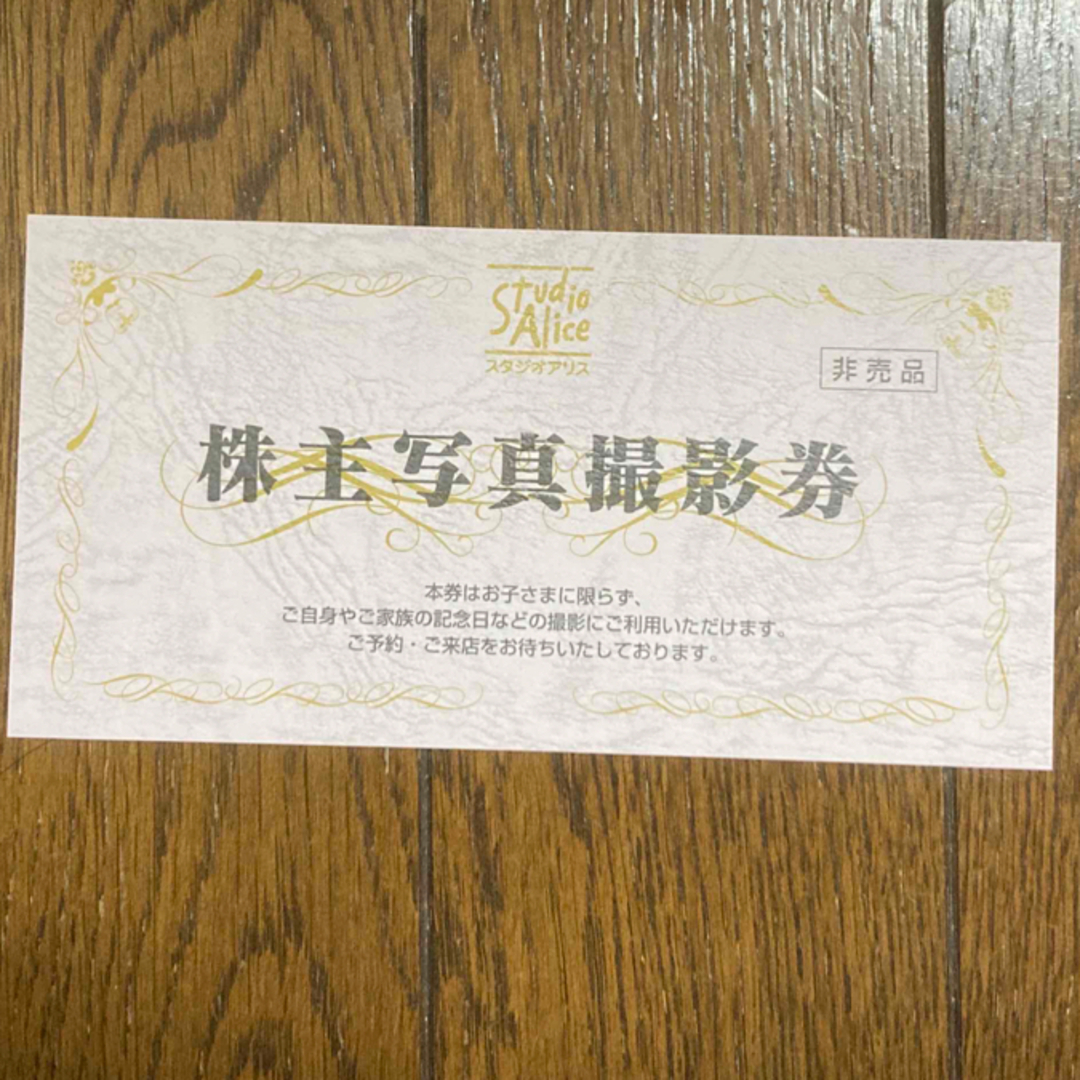 Studio
Alice
スタジオアリス
非売品
株主写真撮影券
本券はお子さまに限らず、
ご自身やご家族の記念日などの撮影にご利用いただけます。
ご予約・ご来店をお待ちいたしております。